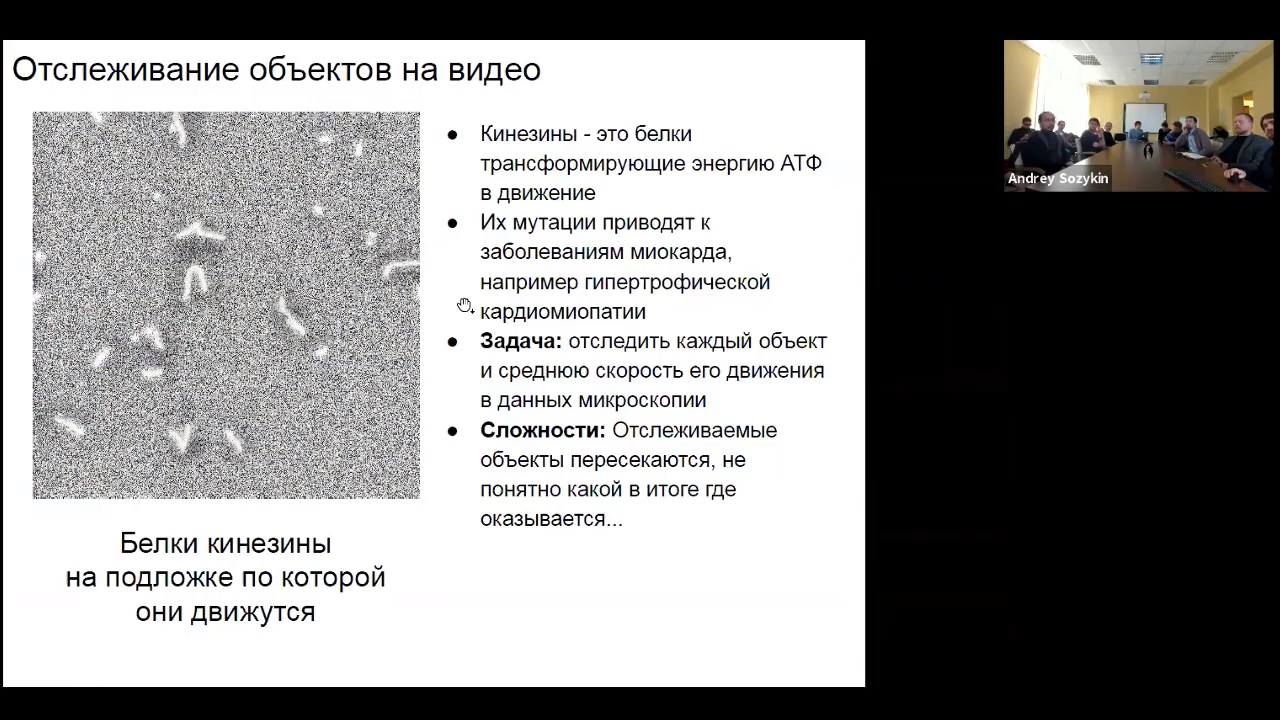 Отслеживание объектов на видео
● Кинезины - это белки
трансформирующие энергию АТФ
в движение
● Их мутации приводят к
заболеваниям миокарда,
например гипертрофической
кардиомиопатии
● Задача: отследить каждый объект
и среднюю скорость его движения
в данных микроскопии
● Сложности: Отслеживаемые
объекты пересекаются, не
понятно какой в итоге где
оказывается...
Белки кинезины
на подложке по которой
они движутся
Andrey Sozykin